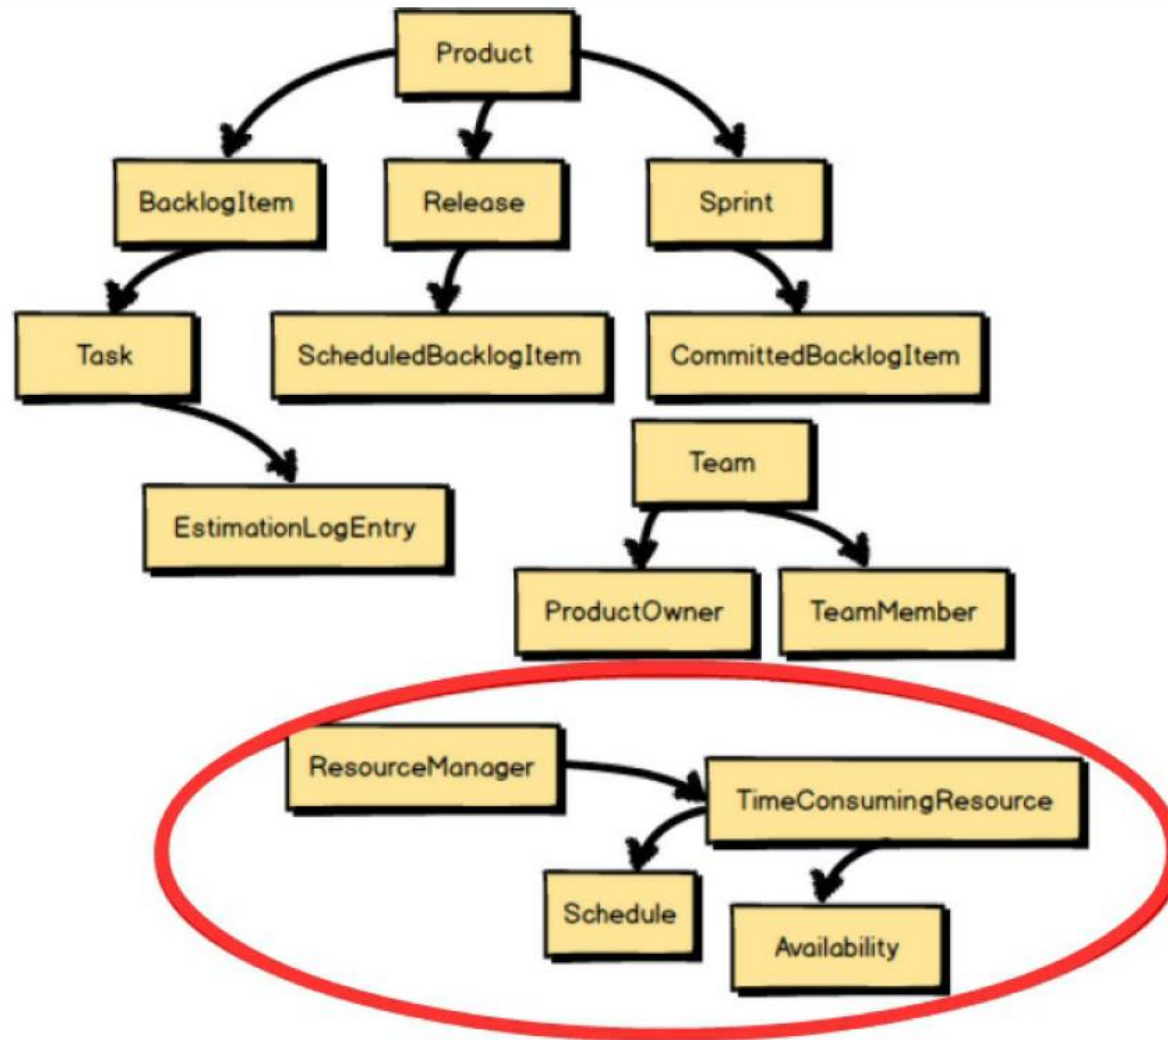 Product
BacklogItem
Release
Sprint
Task
ScheduledBacklogItem
CommittedBacklogItem
Team
EstimationLogEntry
ProductOwner
TeamMember
ResourceManager
TimeConsumingResource
Schedule
Availability